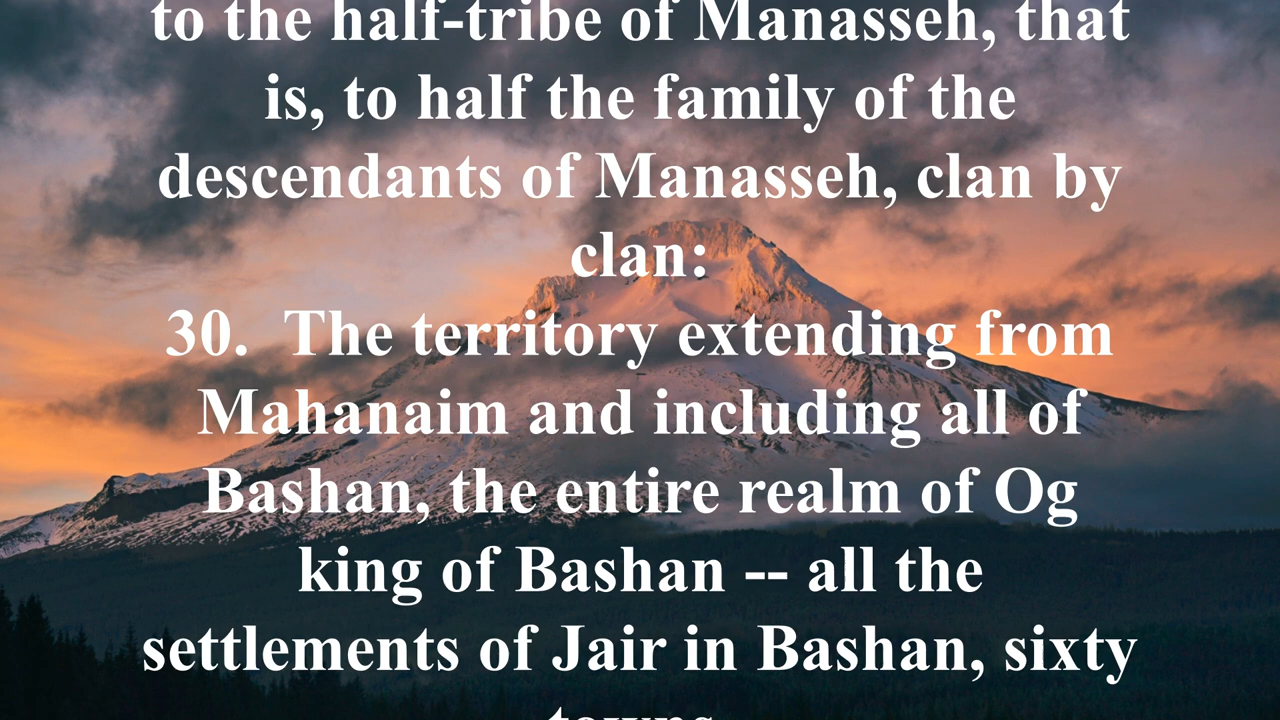 to the half-tribe of Manasseh, that
is, to half the family of the
descendants of Manasseh, clan by
clan:
30. The territory extending from
Mahanaim and including all of
Bashan, the entire realm of Og
king of Bashan -- all the
settlements of Jair in Bashan, sixty
towns